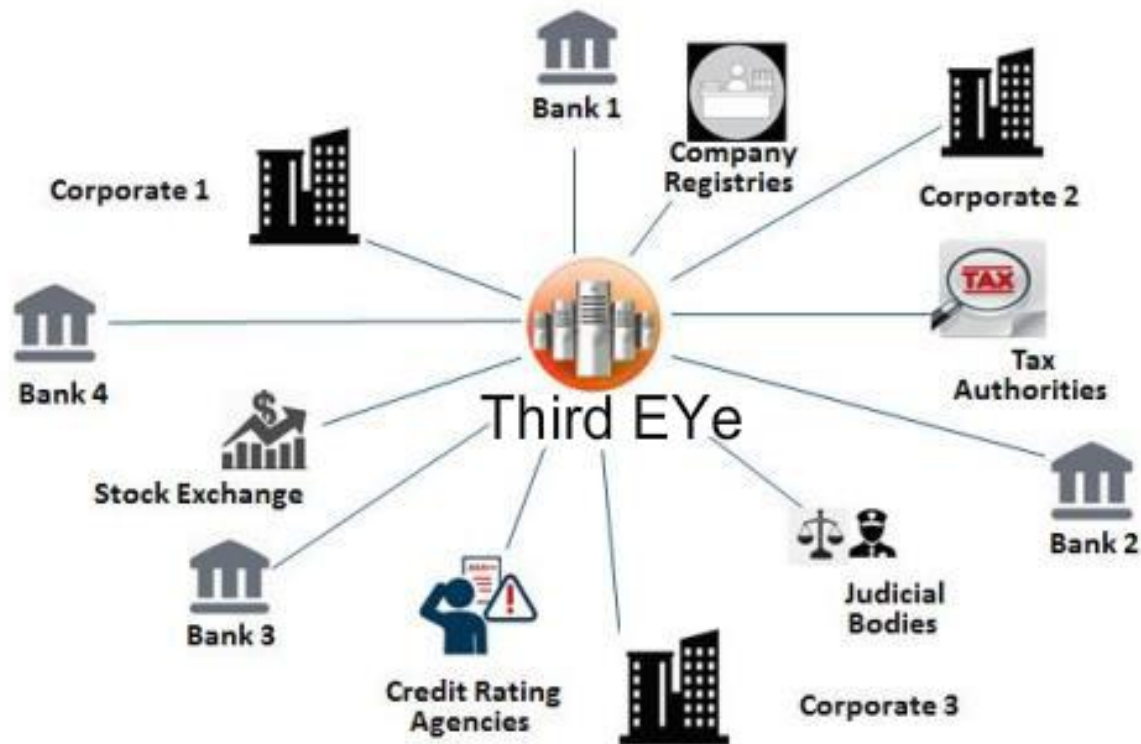 Bank 1
Company
Registries
Corporate 1
Corporate 2
TAX
Tax
Authorities
Bank 4
Third EYe
$
Stock Exchange
Bank 2
Bank 3
!
Judicial
Bodies
Credit Rating
Agencies
Corporate 3